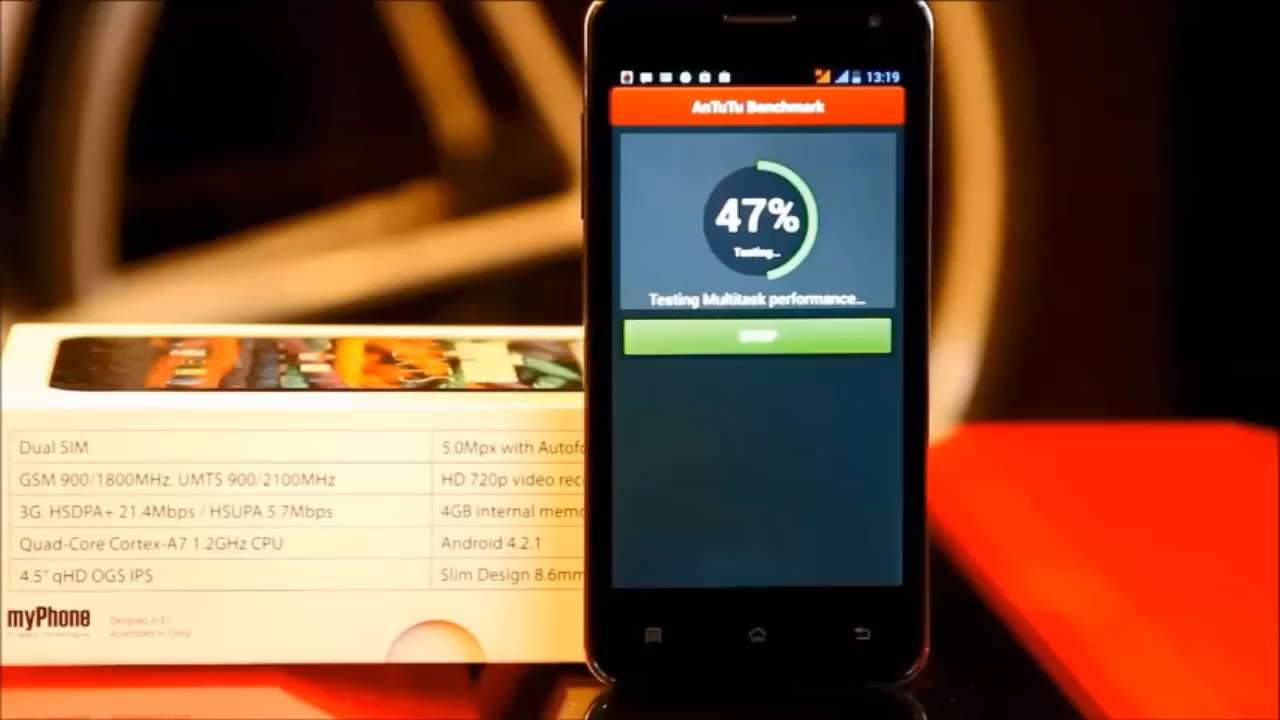 13:19
AnTuTu Benchmark
47%
Testing...
Testing Multitask performance...
STOP
Dual SIM
5.0Mpx with Autofo
GSM 900/1800MHz, UMTS 900/2100MHz
HD 720p video rec
3G: HSDPA+ 21.4Mbps / HSUPA 5.7Mbps
4GB internal memo
Quad-Core Cortex-A7 1.2GHz CPU
Android 4.2.1
4.5" qHD OGS IPS
Slim Design 8.6mm
myPhone
Designed in EU
Assembled in China